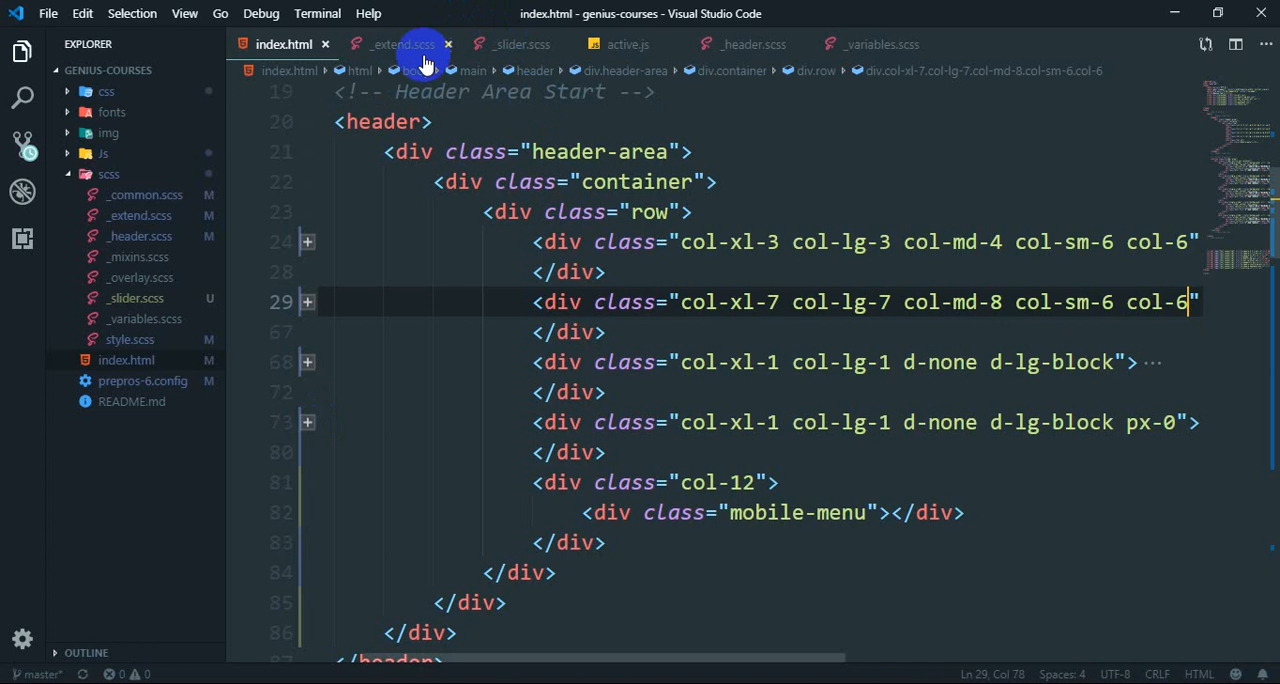 File Edit Selection View Go Debug Terminal Help
index.html - genius-courses - Visual Studio Code
EXPLORER
index.html _extend.scss _slider.scss JS active.js _header.scss _variables.scss
GENIUS-COURSES
index.html html main header div.header-area div.container div.row div.col-xl-7.col-lg-7.col-md-8.col-sm-6.col-6
css
fonts
img
Js
scss
_common.scss M
_extend.scss M
_header.scss M
_mixins.scss
_overlay.scss
_slider.scss U
_variables.scss
style.scss M
index.html M
prepros-6.config M
README.md
OUTLINE
19 <!-- Header Area Start -->
20 <header>
21 <div class="header-area">
22 <div class="container">
23 <div class="row">
24 <div class="col-xl-3 col-lg-3 col-md-4 col-sm-6 col-6"
28 </div>
29 <div class="col-xl-7 col-lg-7 col-md-8 col-sm-6 col-6"
67 </div>
68 <div class="col-xl-1 col-lg-1 d-none d-lg-block"> ...
72 </div>
73 <div class="col-xl-1 col-lg-1 d-none d-lg-block px-0">
80 </div>
81 <div class="col-12">
82 <div class="mobile-menu"></div>
83 </div>
84 </div>
85 </div>
86 </div>
87 </header>
master* 0 0 Ln 29, Col 78 Spaces: 4 UTF-8 CRLF HTML